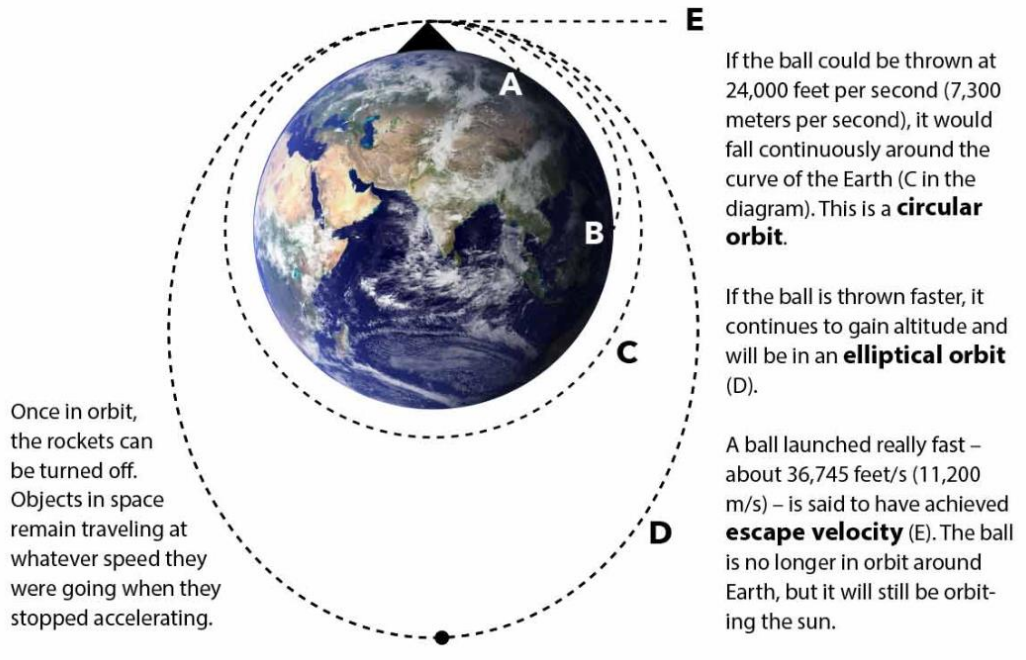 E
A
B
C
D
If the ball could be thrown at
24,000 feet per second (7,300
meters per second), it would
fall continuously around the
curve of the Earth (C in the
diagram). This is a circular
orbit.
If the ball is thrown faster, it
continues to gain altitude and
will be in an elliptical orbit
(D).
A ball launched really fast –
about 36,745 feet/s (11,200
m/s) – is said to have achieved
escape velocity (E). The ball
is no longer in orbit around
Earth, but it will still be orbit-
ing the sun.
Once in orbit,
the rockets can
be turned off.
Objects in space
remain traveling at
whatever speed they
were going when they
stopped accelerating.